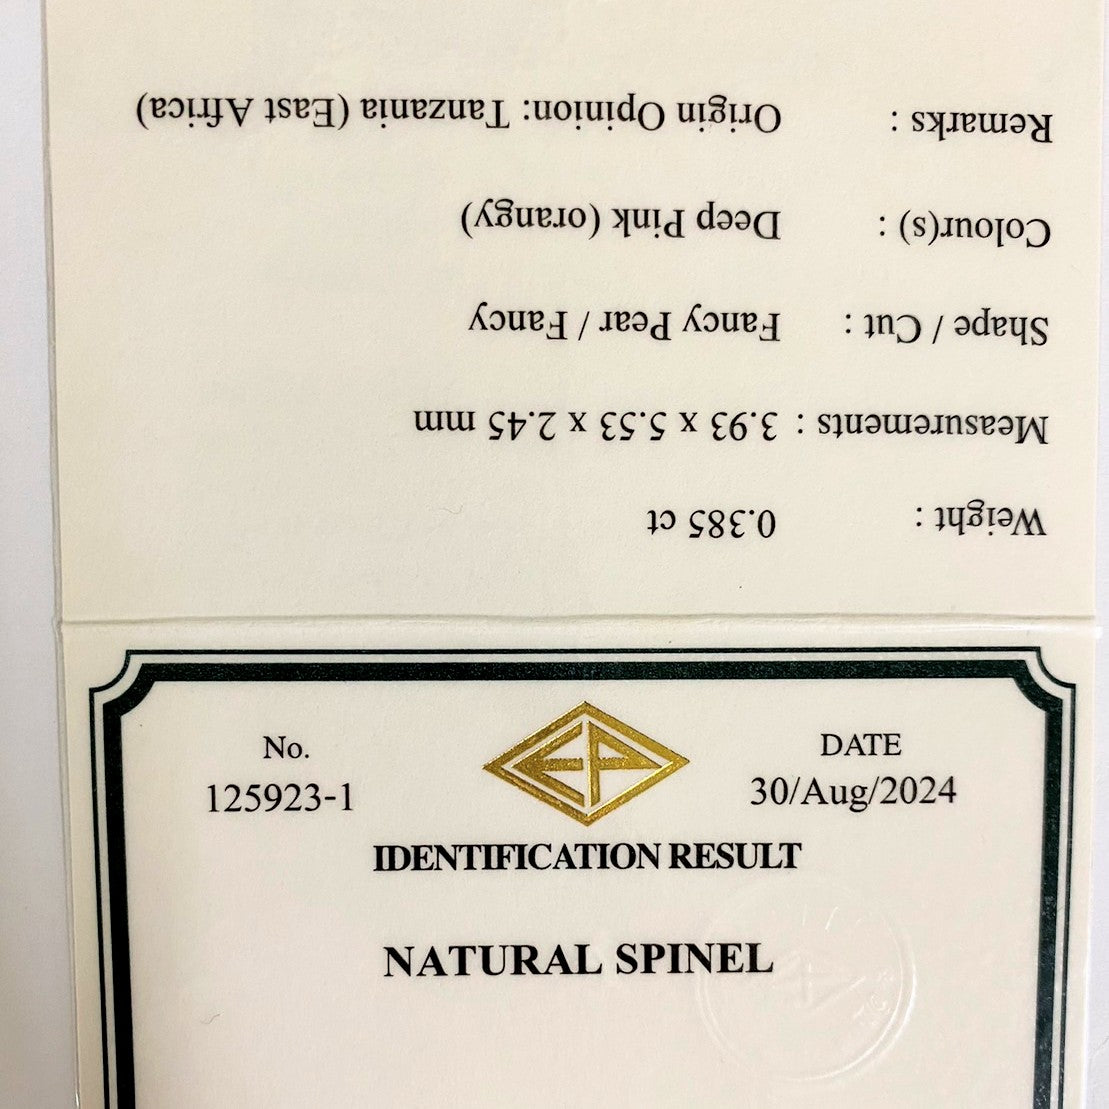 Weight : 0.385 ct
Measurements : 3.93 x 5.53 x 2.45 mm
Shape / Cut : Fancy Pear / Fancy
Colour(s) : Deep Pink (orangy)
Remarks : Origin Opinion: Tanzania (East Africa)
No.
125923-1
EP
DATE
30/Aug/2024
IDENTIFICATION RESULT
NATURAL SPINEL